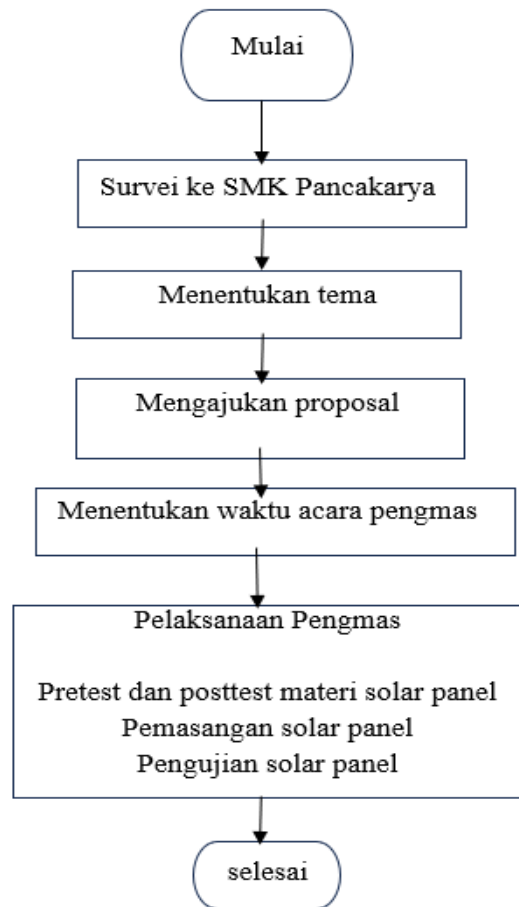 Mulai
Survei ke SMK Pancakarya
Menentukan tema
Mengajukan proposal
Menentukan waktu acara pengmas
Pelaksanaan Pengmas
Pretest dan posttest materi solar panel
Pemasangan solar panel
Pengujian solar panel
selesai